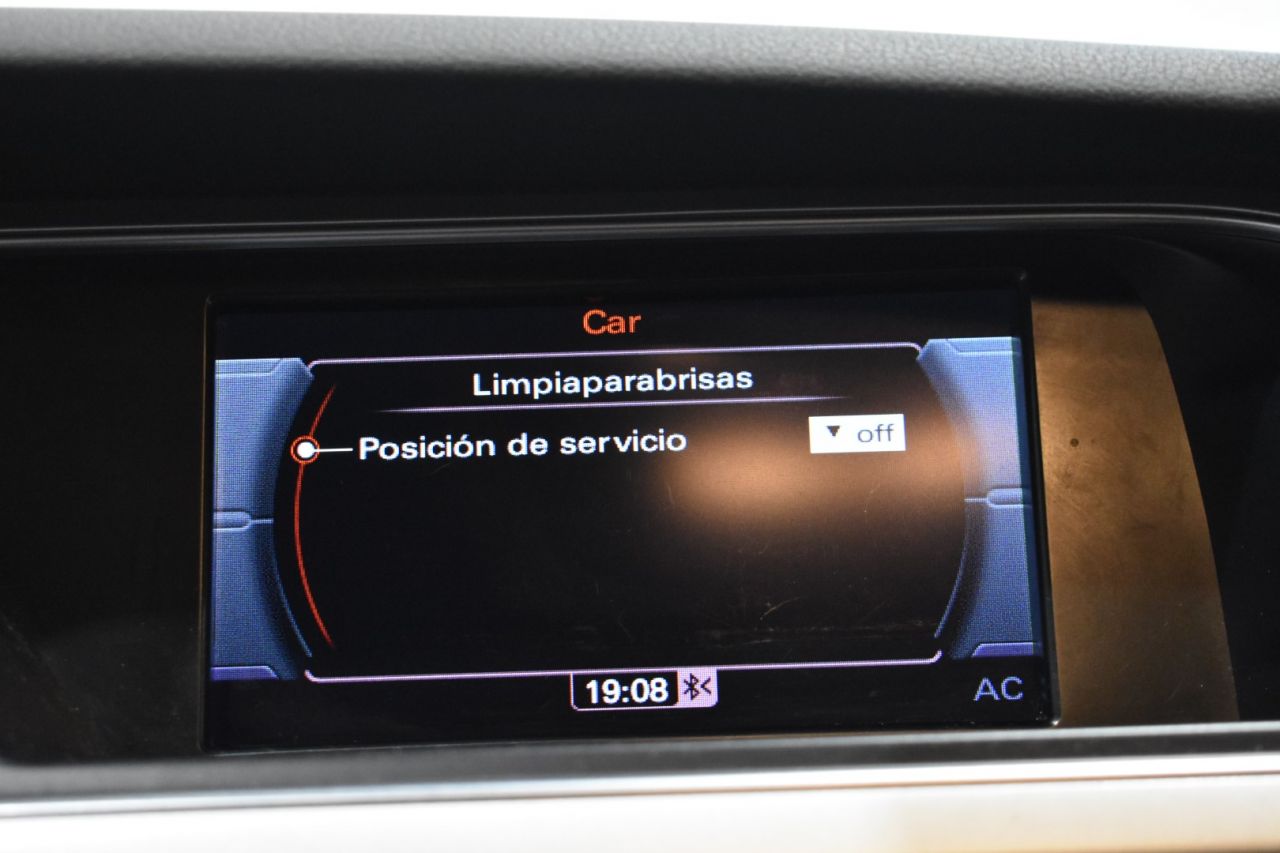 Car
Limpiaparabrisas
Posición de servicio
off
19:08
AC